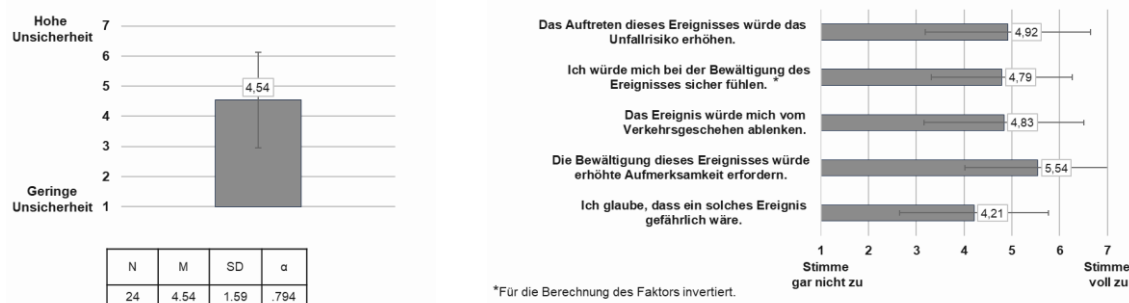 Hohe
Unsicherheit
7
6
5
4
3
2
Geringe
Unsicherheit
1
4,54
N M SD α
24 4.54 1.59 .794
Das Auftreten dieses Ereignisses würde das
Unfallrisiko erhöhen.
4,92
Ich würde mich bei der Bewältigung des
Ereignisses sicher fühlen. *
4,79
Das Ereignis würde mich vom
Verkehrsgeschehen ablenken.
4,83
Die Bewältigung dieses Ereignisses würde
erhöhte Aufmerksamkeit erfordern.
5,54
Ich glaube, dass ein solches Ereignis
gefährlich wäre.
4,21
1 2 3 4 5 6 7
Stimme
gar nicht zu
Stimme
voll zu
*Für die Berechnung des Faktors invertiert.